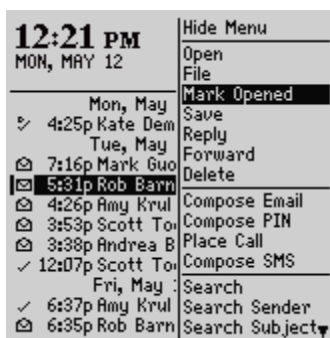 12:21 PM
MON, MAY 12
Mon, May
4:25p Kate Dem
Tue, May
7:16p Mark Guo
5:31p Rob Barn
4:26p Amy Krul
3:53p Scott To
3:38p Andrea B
12:07p Scott To
Fri, May
6:37p Amy Krul
6:35p Rob Barn
Hide Menu
Open
File
Mark Opened
Save
Reply
Forward
Delete
Compose Email
Compose PIN
Place Call
Compose SMS
Search
Search Sender
Search Subject